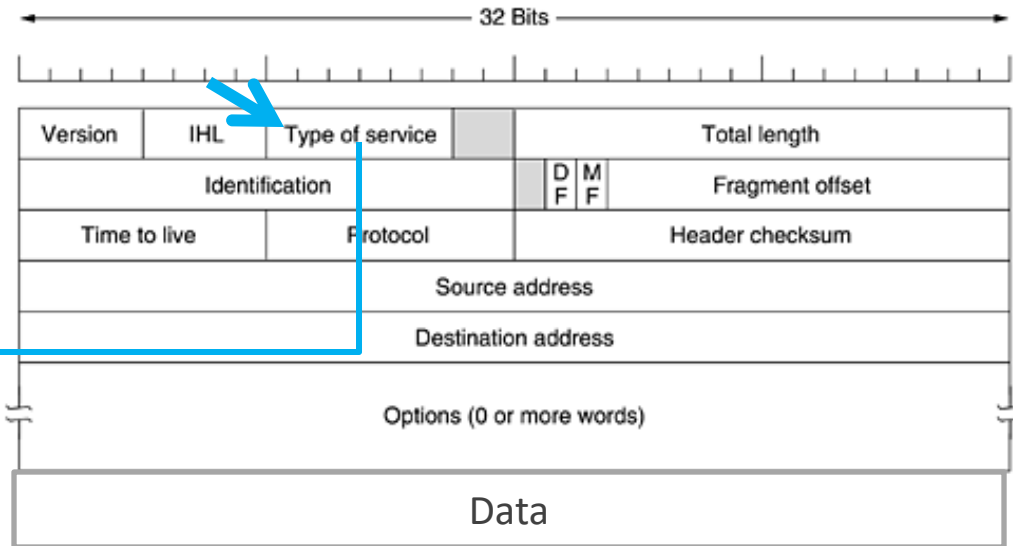 32 Bits
Version IHL Type of service Total length
Identification D M Fragment offset
F F
Time to live Protocol Header checksum
Source address
Destination address
Options (0 or more words)
Data